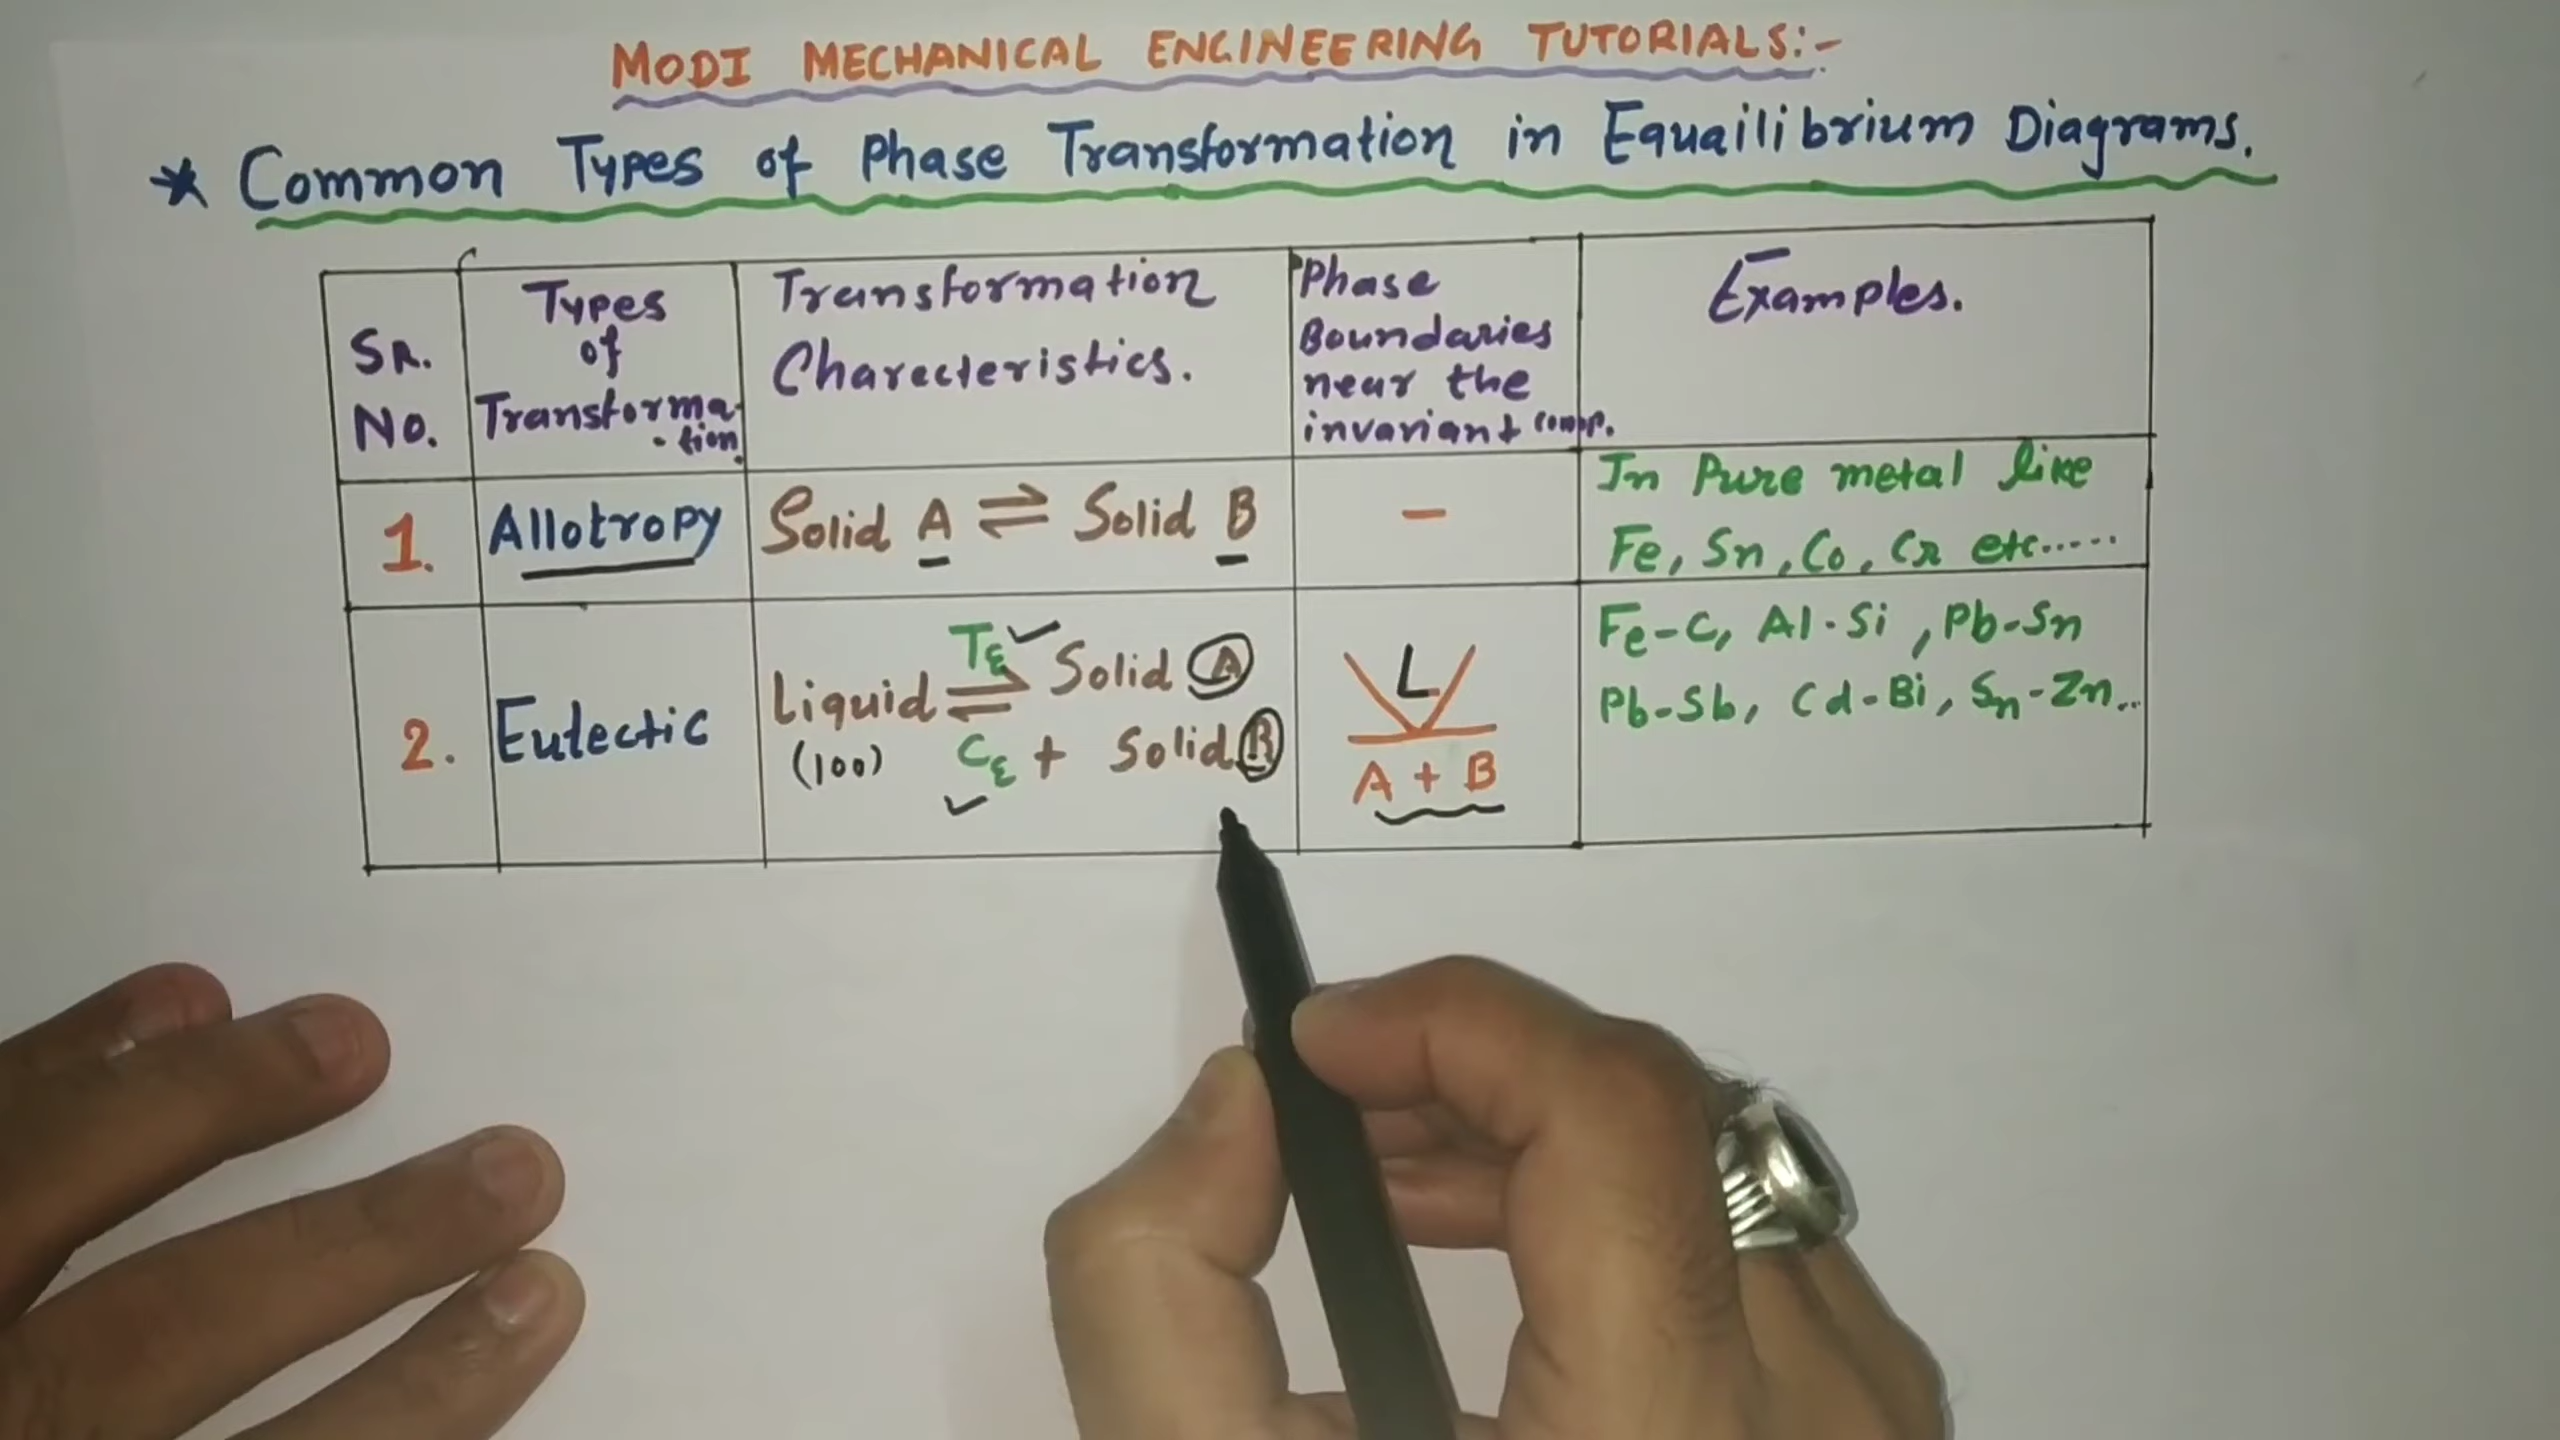 MODI MECHANICAL ENGINEERING TUTORIALS:-
* Common Types of Phase Transformation in Equailibrium Diagrams.
SR.
No.
Types
of
Transforma-
-tion.
Transformation
Charecteristics.
Phase
Boundaries
near the
invariant comp.
Examples.
1.
Allotropy
Solid A ⇌ Solid B
-
In Pure metal like
Fe, Sn, Co, Cr etc.....
2.
Eutectic
TE
Liquid ⇌ Solid A
(100) CE + Solid B
L
A + B
Fe-C, Al-Si, Pb-Sn
Pb-Sb, Cd-Bi, Sn-Zn..